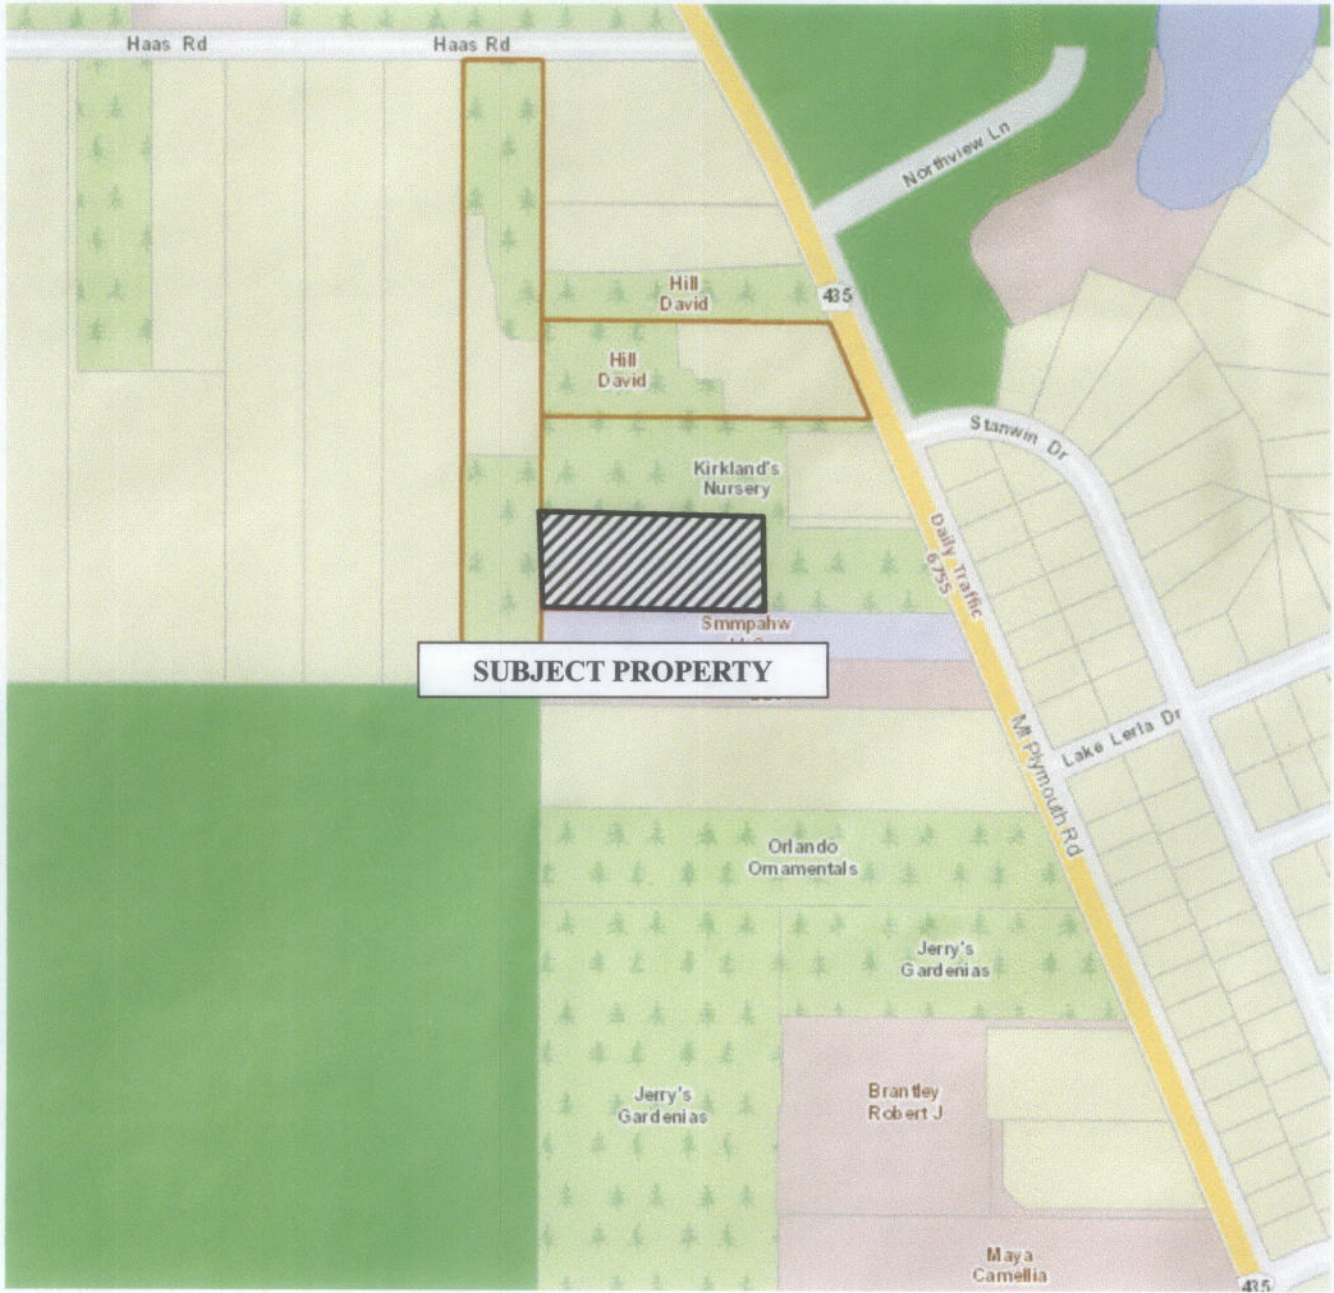 Haas Rd
Haas Rd
Northview Ln
Hill
David
435
Hill
David
Stanwin Dr
Kirkland's
Nursery
Daily Traffic
6755
Smmpahw
SUBJECT PROPERTY
Mt Plymouth Rd
Lake Lerla Dr
Orlando
Ornamentals
Jerry's
Gardenias
Jerry's
Gardenias
Brantley
Robert J
Maya
Camellia
435